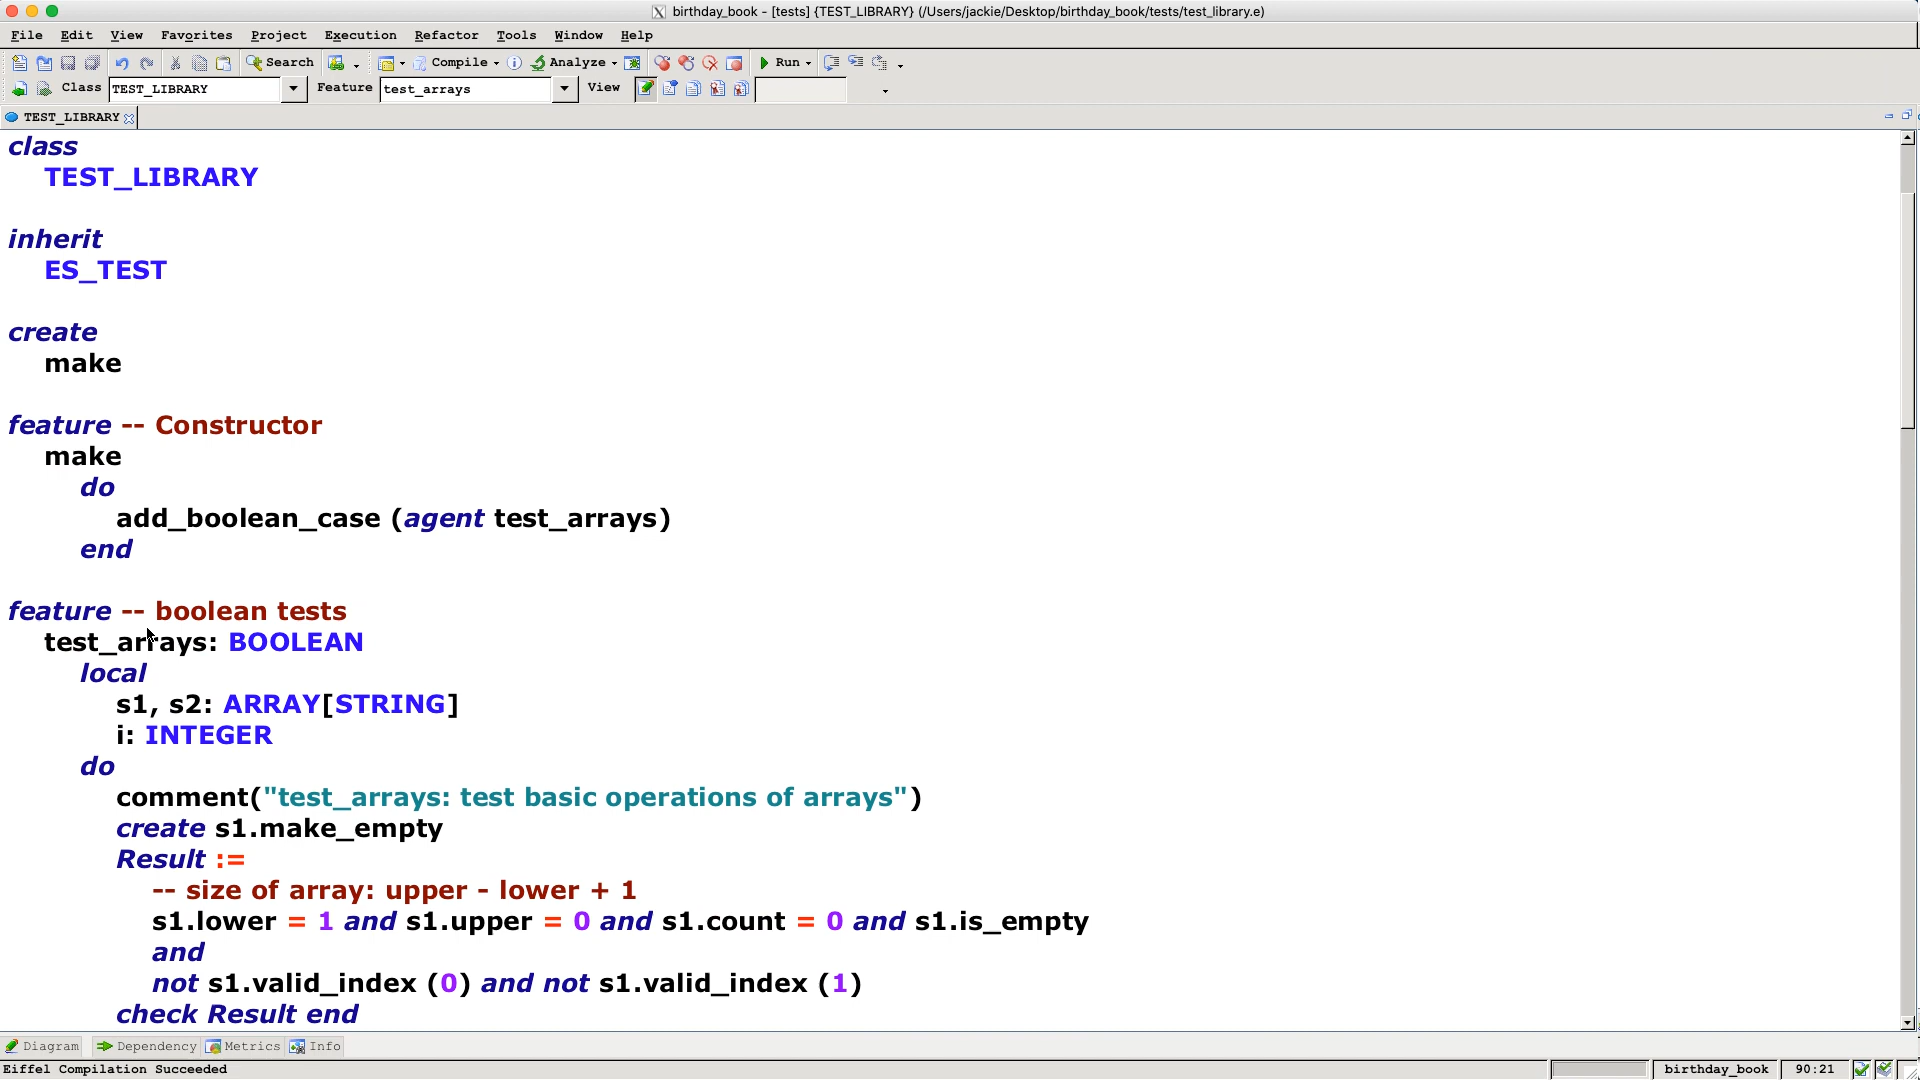 birthday_book - [tests] {TEST_LIBRARY} (/Users/jackie/Desktop/birthday_book/tests/test_library.e)
File Edit View Favorites Project Execution Refactor Tools Window Help
Search Compile Analyze Run
Class TEST_LIBRARY Feature test_arrays View
TEST_LIBRARY
class
TEST_LIBRARY
inherit
ES_TEST
create
make
feature -- Constructor
make
do
add_boolean_case (agent test_arrays)
end
feature -- boolean tests
test_arrays: BOOLEAN
local
s1, s2: ARRAY[STRING]
i: INTEGER
do
comment("test_arrays: test basic operations of arrays")
create s1.make_empty
Result :=
-- size of array: upper - lower + 1
s1.lower = 1 and s1.upper = 0 and s1.count = 0 and s1.is_empty
and
not s1.valid_index (0) and not s1.valid_index (1)
check Result end
Diagram Dependency Metrics Info
Eiffel Compilation Succeeded birthday_book 90:21